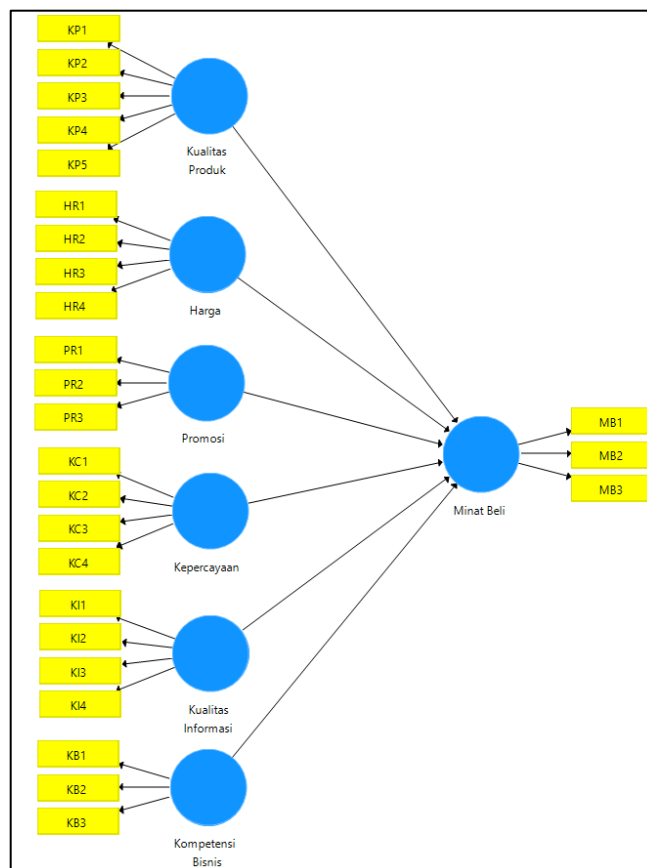 KP1
KP2
KP3
KP4
KP5
Kualitas
Produk
HR1
HR2
HR3
HR4
Harga
PR1
PR2
PR3
Promosi
KC1
KC2
KC3
KC4
Kepercayaan
KI1
KI2
KI3
KI4
Kualitas
Informasi
KB1
KB2
KB3
Kompetensi
Bisnis
Minat Beli
MB1
MB2
MB3